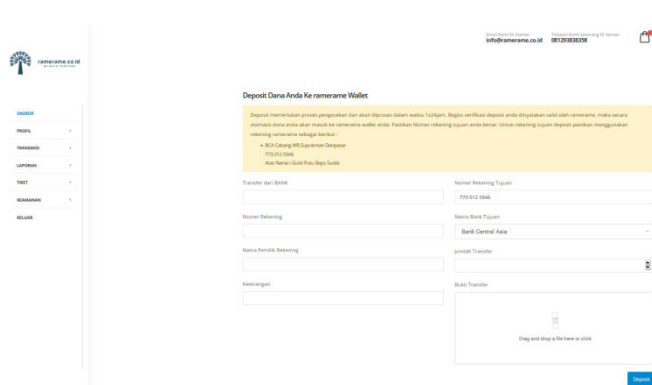 Email Kami Di Alamat
Telepon Kami Sekarang Di Nomer
info@ramerame.co.id
081293838358
ramerame.co.id
Deposit Dana Anda Ke ramerame Wallet
Deposit memerlukan proses pengecekan dan akan diproses dalam waktu 1x24jam. Begitu verifikasi deposit anda dinyatakan valid oleh ramerame, maka secara
otomatis dana anda akan masuk ke ramerame wallet anda. Pastikan Nomer rekening tujuan anda benar. Untuk rekening tujuan deposit pastikan menggunakan
rekening ramerame sebagai berikut :
BCA Cabang WR.Supratman Denpasar
773.012 5946
Atas Nama I Gusti Putu Bayu
DASBOR
PROFIL
TRANSAKSI
LAPORAN
TIKET
KEAMANAN
KELUAR
Transfer dari BANK
Nomer Rekening Tujuan
773.012 5946
Nomer Rekening
Nama Bank Tujuan
Bank Central Asia
Nama Pemilik Rekening
Jumlah Transfer
Keterangan
Bukti Transfer
Drag and drop a file here or click
Deposit